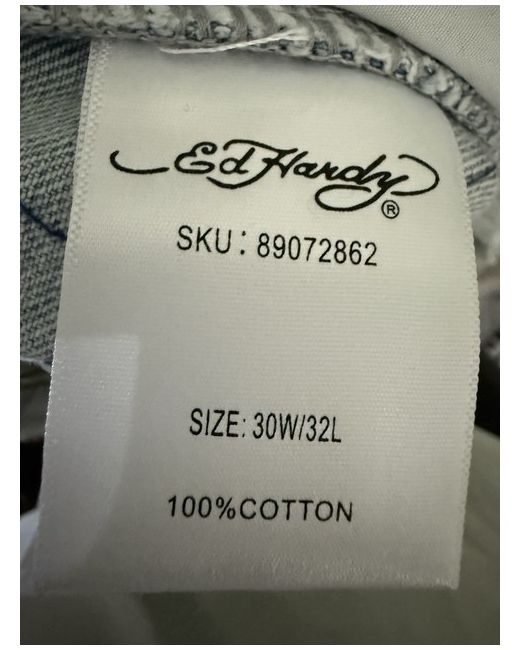 Ed Hardy
®
SKU: 89072862
SIZE: 30W/32L
100%COTTON